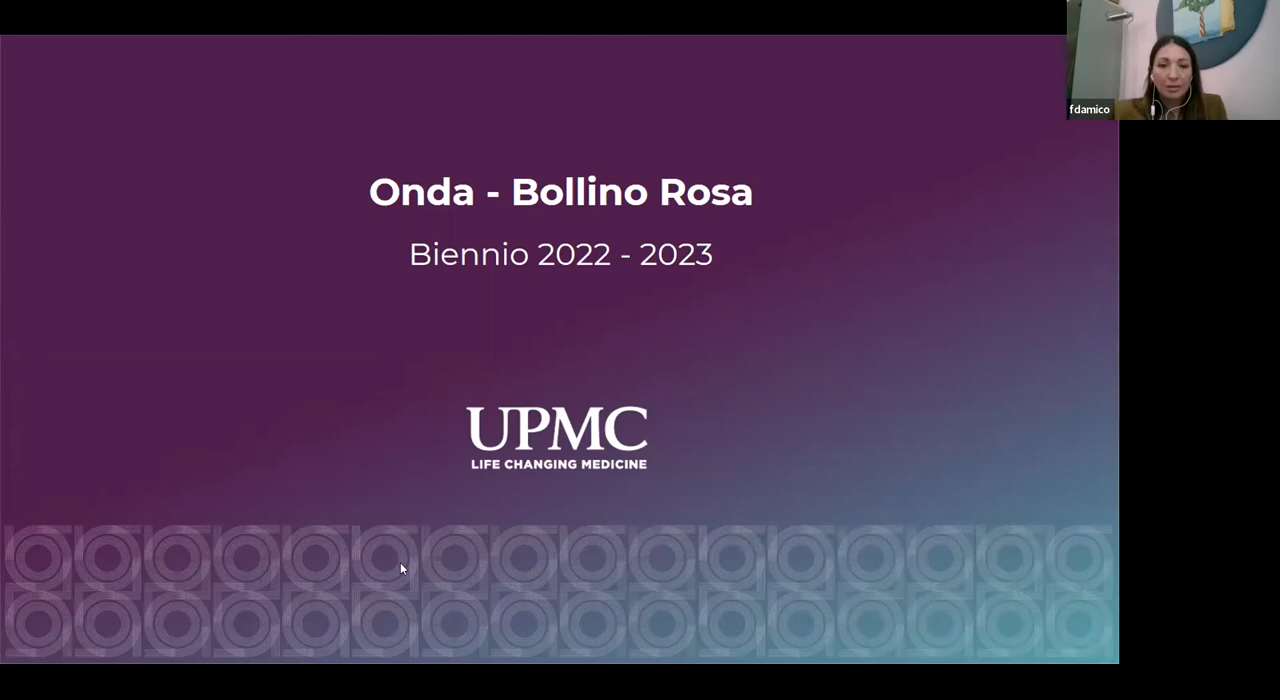 fdamico
Onda - Bollino Rosa
Biennio 2022 - 2023
UPMC
LIFE CHANGING MEDICINE